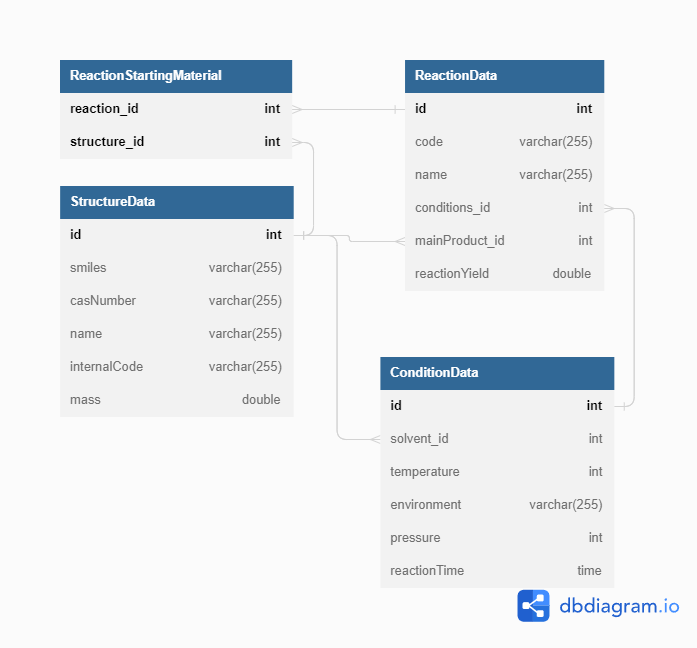 ReactionStartingMaterial
reaction_id int
structure_id int
StructureData
id int
smiles varchar(255)
casNumber varchar(255)
name varchar(255)
internalCode varchar(255)
mass double
ReactionData
id int
code varchar(255)
name varchar(255)
conditions_id int
mainProduct_id int
reactionYield double
ConditionData
id int
solvent_id int
temperature int
environment varchar(255)
pressure int
reactionTime time
dbdiagram.io